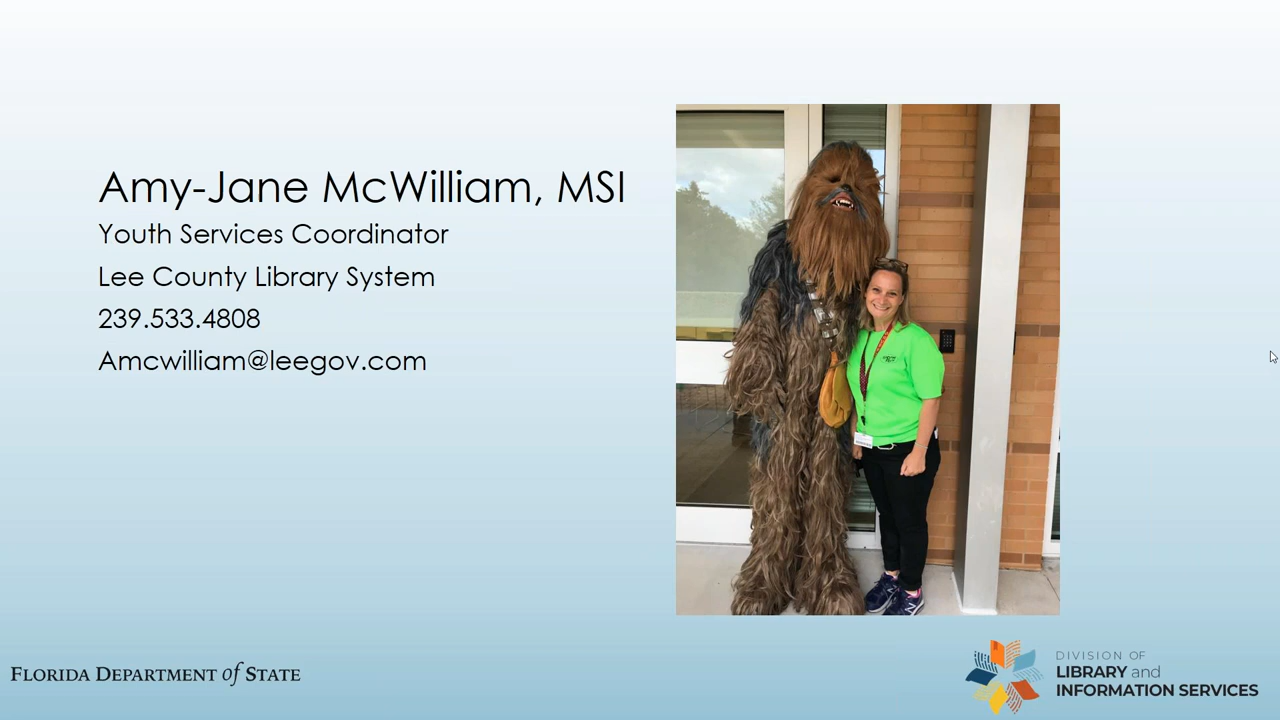 Amy-Jane McWilliam, MSI
Youth Services Coordinator
Lee County Library System
239.533.4808
Amcwilliam@leegov.com
FLORIDA DEPARTMENT of STATE
DIVISION OF
LIBRARY and
INFORMATION SERVICES